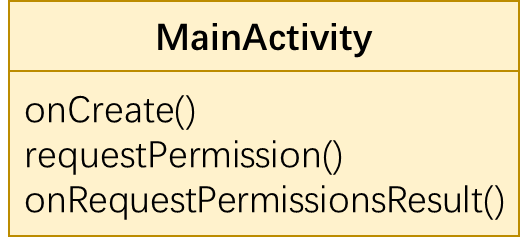 MainActivity
onCreate()
requestPermission()
onRequestPermissionsResult()